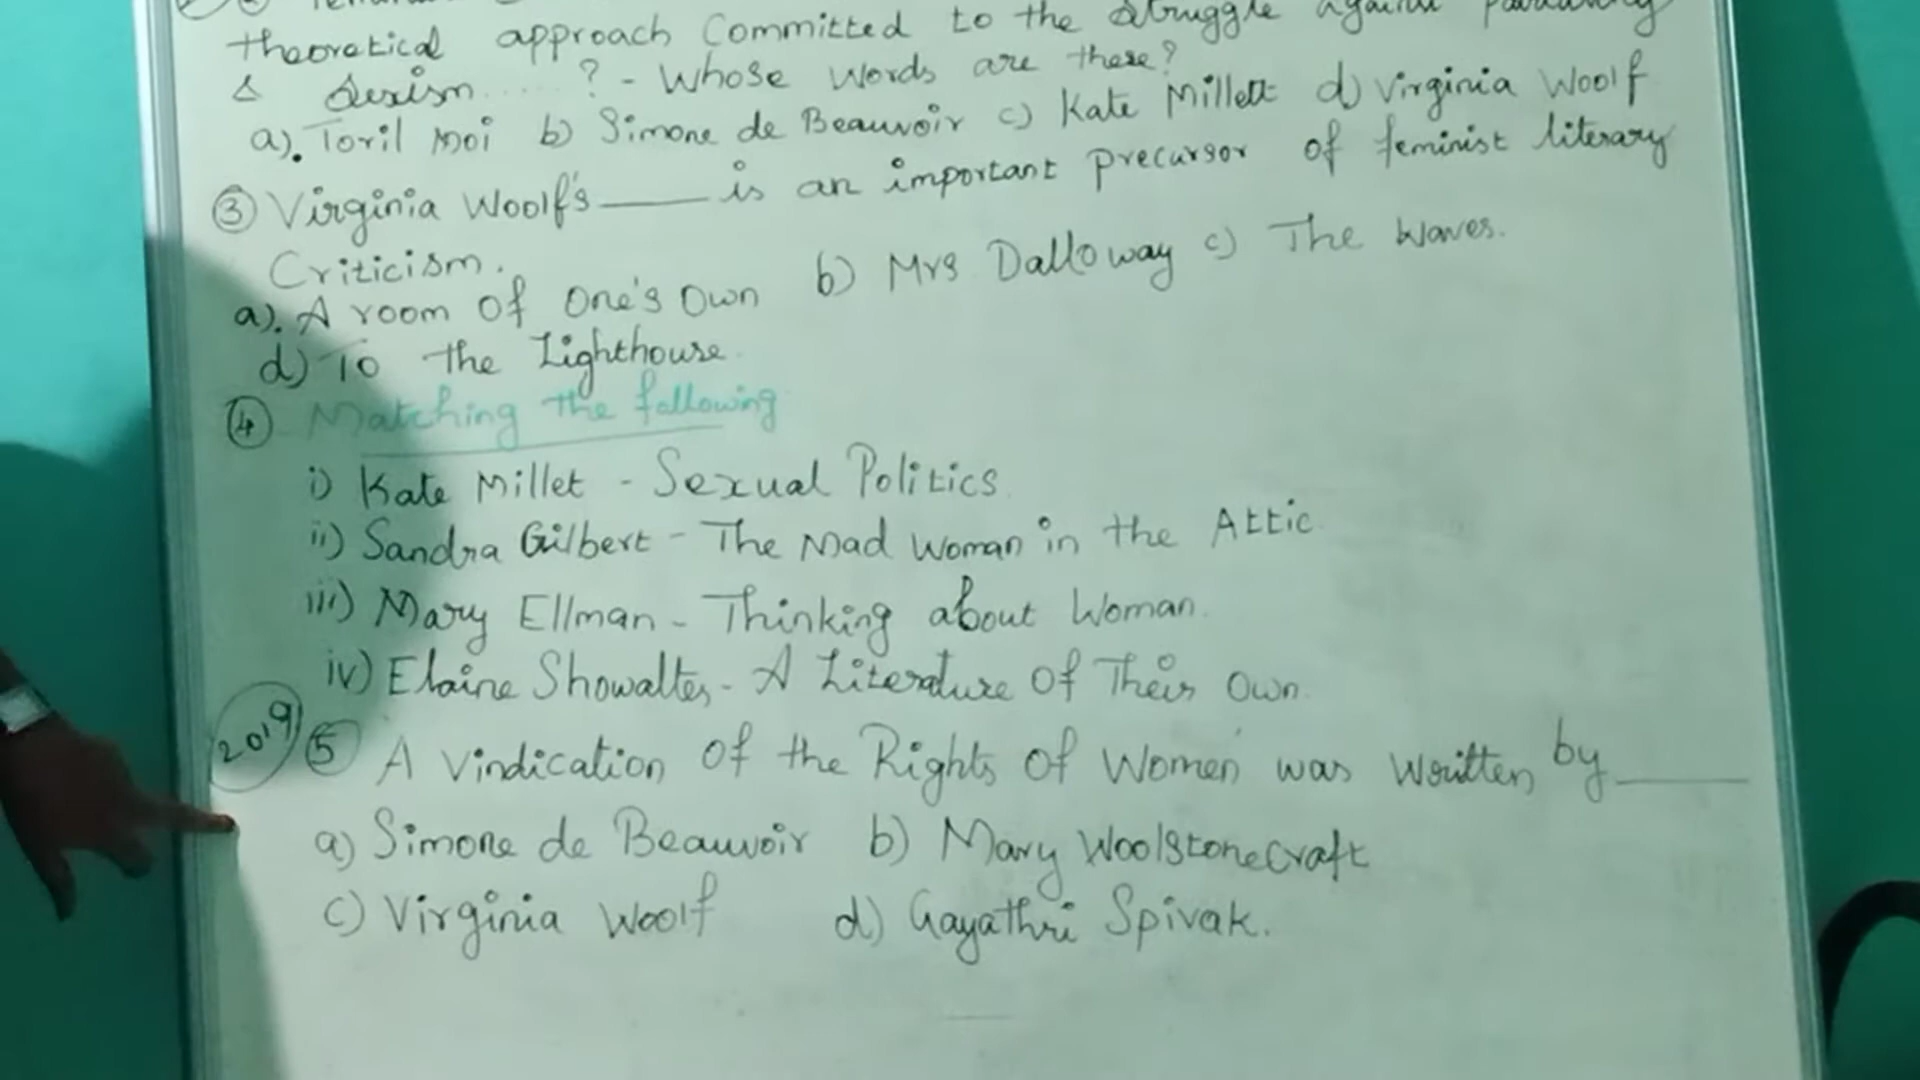 theoretical approach committed to the struggle against
& sexism ..... ? - Whose words are these?
a). Toril Moi b) Simone de Beauvoir c) Kate Millett d) Virginia Woolf
③ Virginia Woolf's ____ is an important precursor of feminist literary
Criticism.
a). A room of one's own b) Mrs Dalloway c) The Waves.
d) To the Lighthouse.
④ Matching the following
i) Kate Millet - Sexual Politics
ii) Sandra Gilbert - The Mad Woman in the Attic
iii) Mary Ellman - Thinking about Woman.
iv) Elaine Showalter - A Literature Of Their Own.
2019 ⑤ A Vindication of the Rights of Women was written by ____
a) Simone de Beauvoir b) Mary Woolstonecraft
c) Virginia Woolf d) Gayathri Spivak.